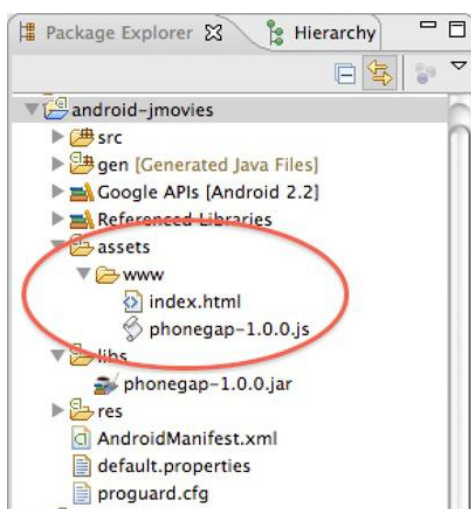 Package Explorer Hierarchy
android-jmovies
src
gen [Generated Java Files]
Google APIs [Android 2.2]
Referenced Libraries
assets
www
index.html
phonegap-1.0.0.js
libs
phonegap-1.0.0.jar
res
AndroidManifest.xml
default.properties
proguard.cfg